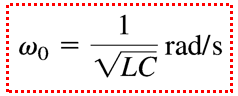 ω₀ = 1/√LC rad/s